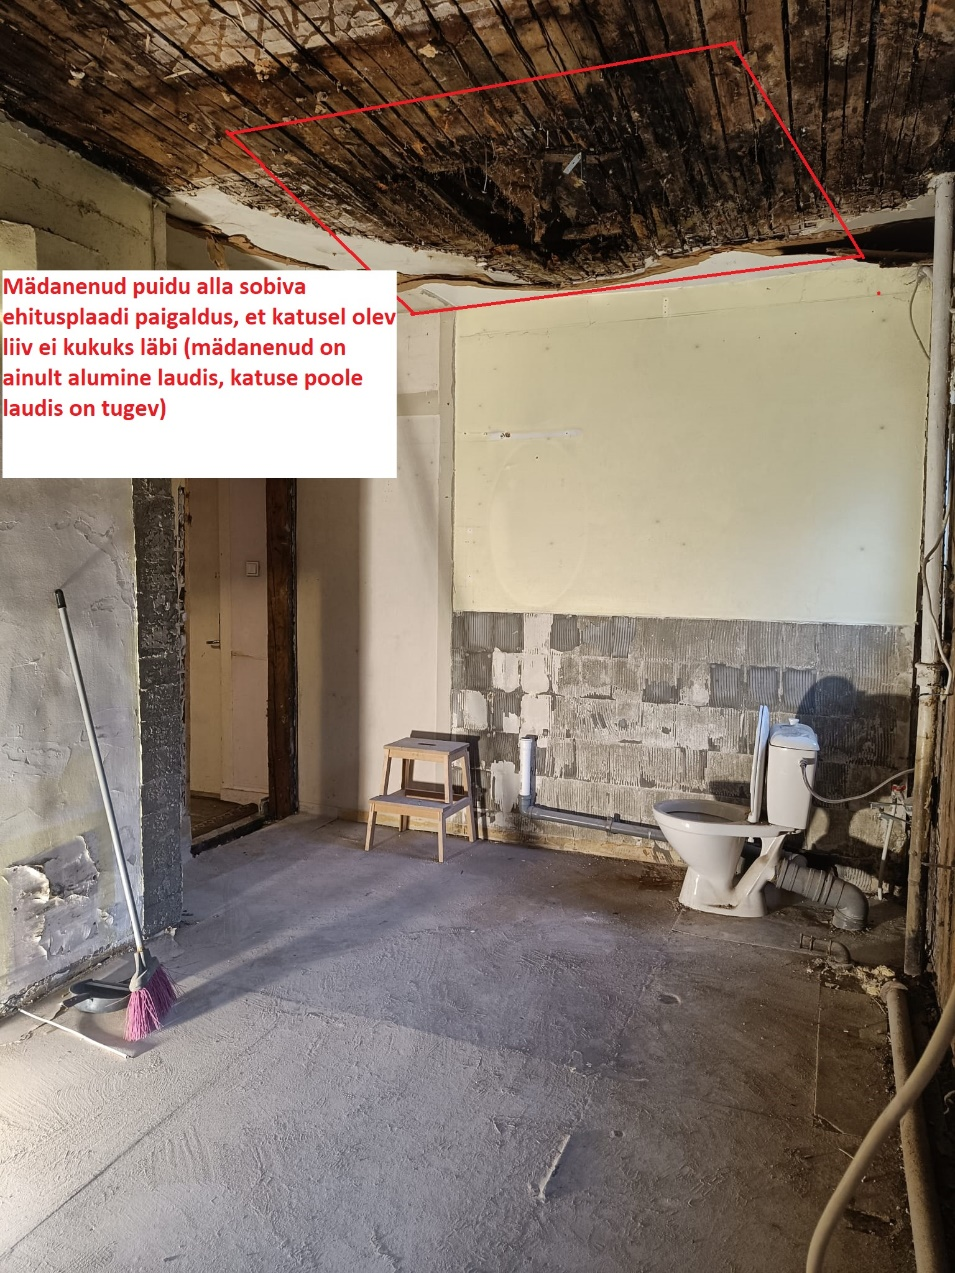 Mädanenud puidu alla sobiva
ehitusplaadi paigaldus, et katusel olev
liiv ei kukuks läbi (mädanenud on
ainult alumine laudis, katuse poole
laudis on tugev)